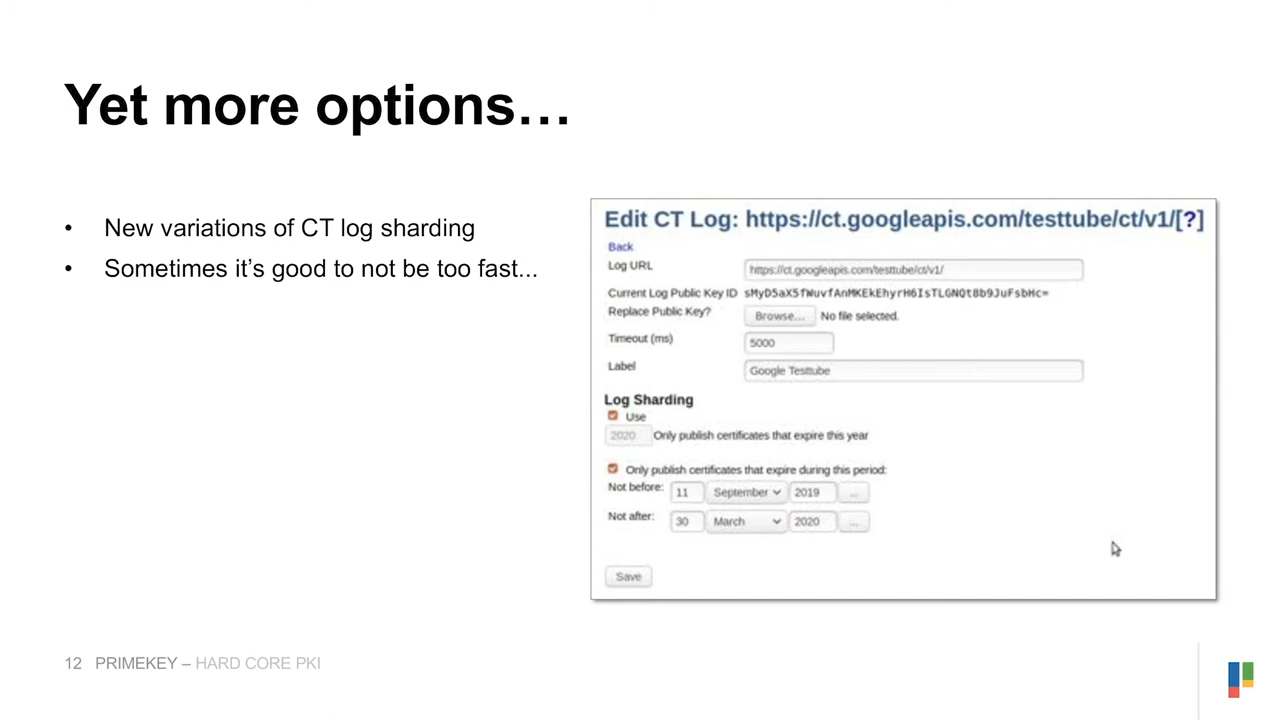 Yet more options…
• New variations of CT log sharding
• Sometimes it’s good to not be too fast...
Edit CT Log: https://ct.googleapis.com/testtube/ct/v1/[?]
Back
Log URL https://ct.googleapis.com/testtube/ct/v1/
Current Log Public Key ID sMyD5aX5fWuvfAnMKEkEhyrH6IsTLGNQt8b9JuFsbHc=
Replace Public Key? Browse... No file selected.
Timeout (ms) 5000
Label Google Testtube
Log Sharding
Use
2020 Only publish certificates that expire this year
Only publish certificates that expire during this period:
Not before: 11 September 2019 ...
Not after: 30 March 2020 ...
Save
12 PRIMEKEY – HARD CORE PKI